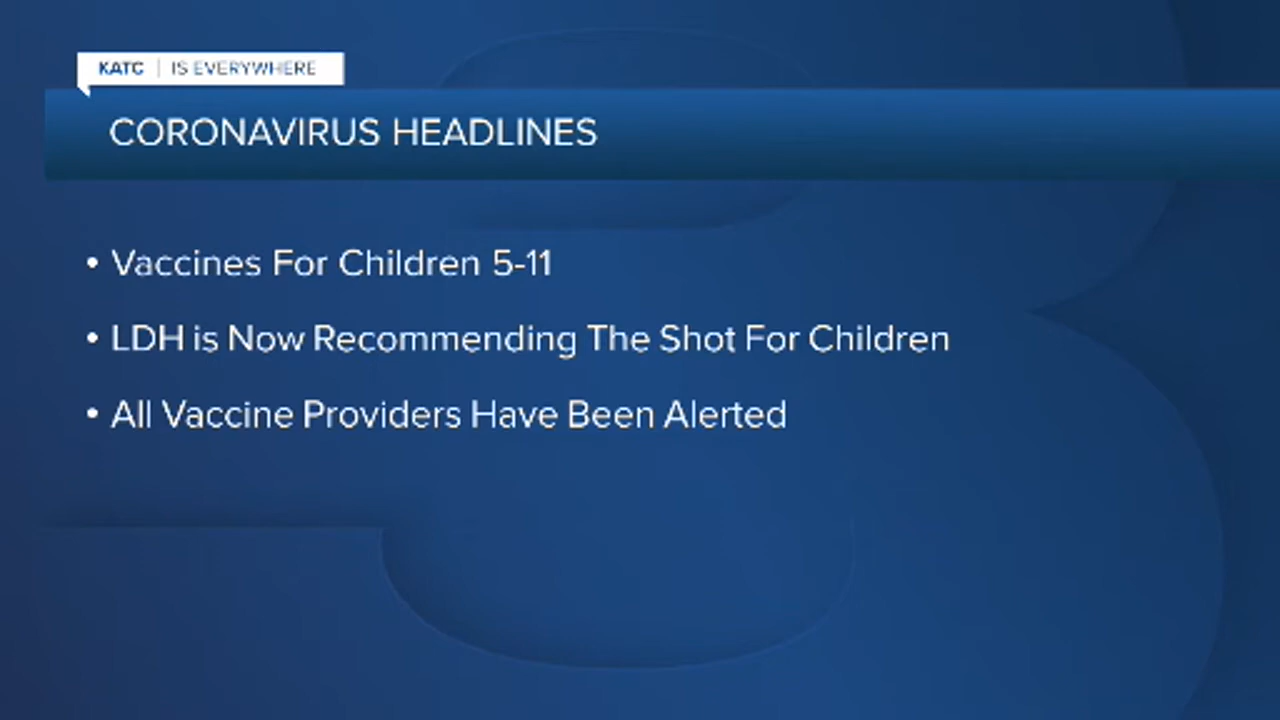 KATC | IS EVERYWHERE
CORONAVIRUS HEADLINES
• Vaccines For Children 5-11
• LDH is Now Recommending The Shot For Children
• All Vaccine Providers Have Been Alerted